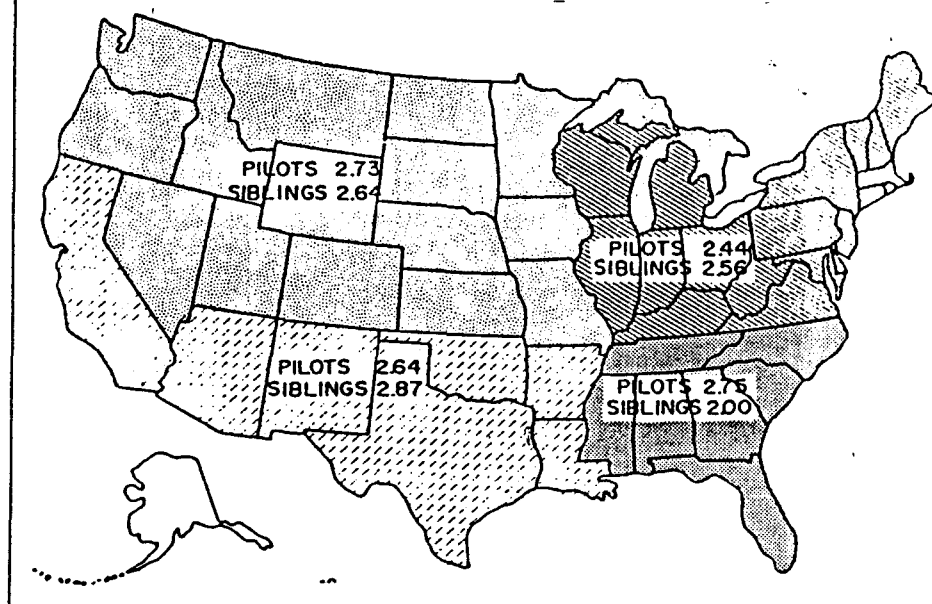 PILOTS 2.73
SIBLINGS 2.64
PILOTS 2.44
SIBLINGS 2.56
PILOTS 2.64
SIBLINGS 2.87
PILOTS 2.75
SIBLINGS 2.00